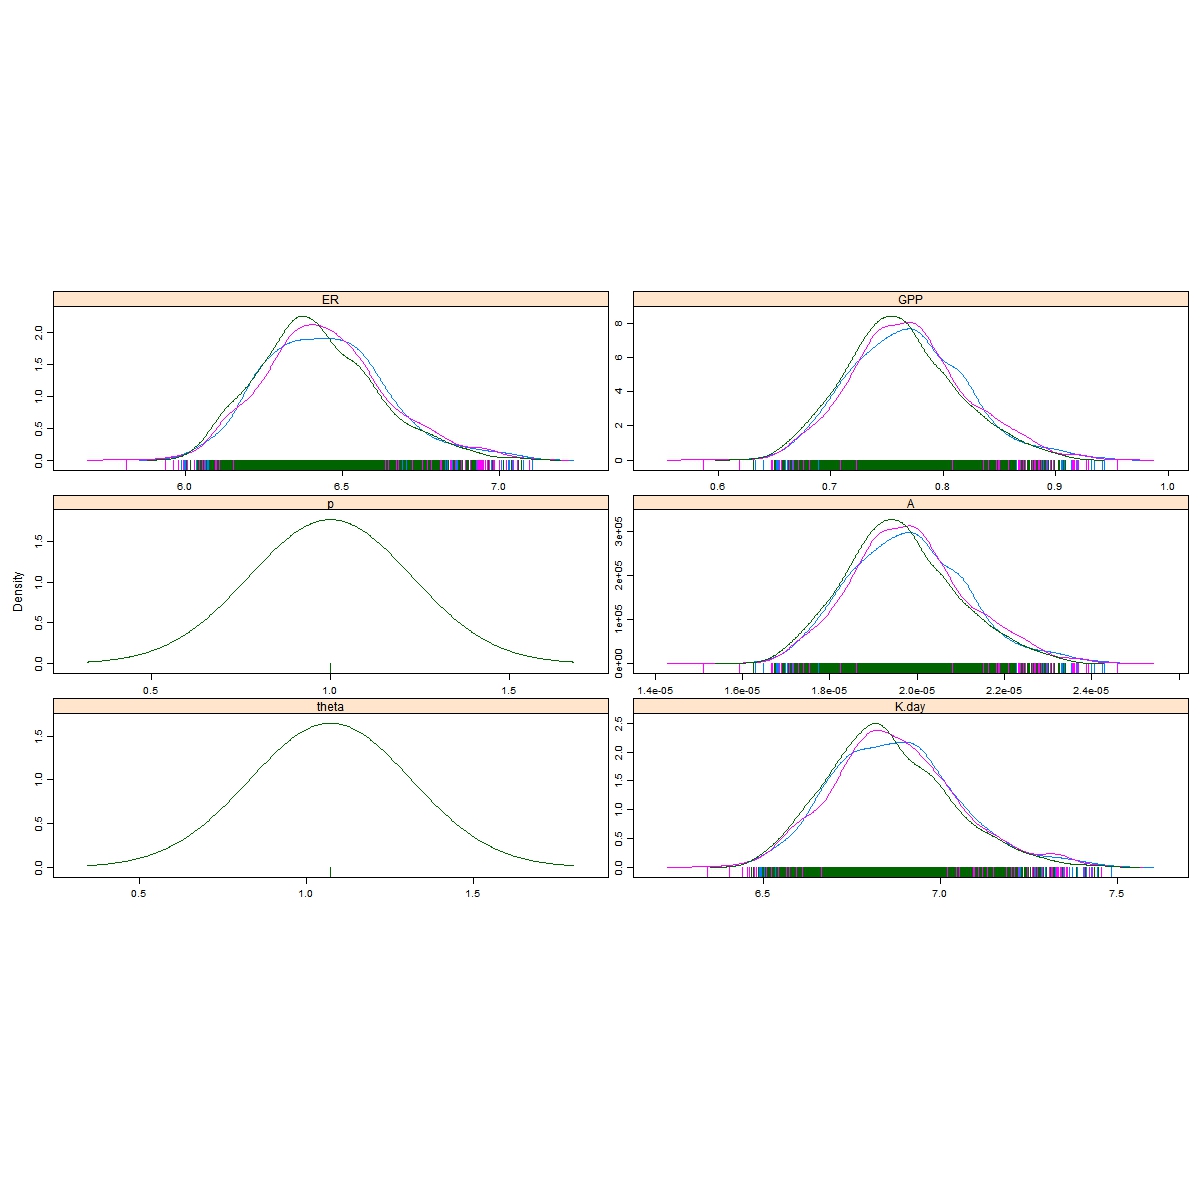 ER
GPP
0.0 0.5 1.0 1.5 2.0
6.0 6.5 7.0
0 2 4 6 8
0.6 0.7 0.8 0.9 1.0
p
A
Density
0.0 0.5 1.0 1.5
0.5 1.0 1.5
0e+00 1e+05 2e+05 3e+05
1.4e-05 1.6e-05 1.8e-05 2.0e-05 2.2e-05 2.4e-05
theta
K.day
0.0 0.5 1.0 1.5
0.5 1.0 1.5
0.0 0.5 1.0 1.5 2.0 2.5
6.5 7.0 7.5